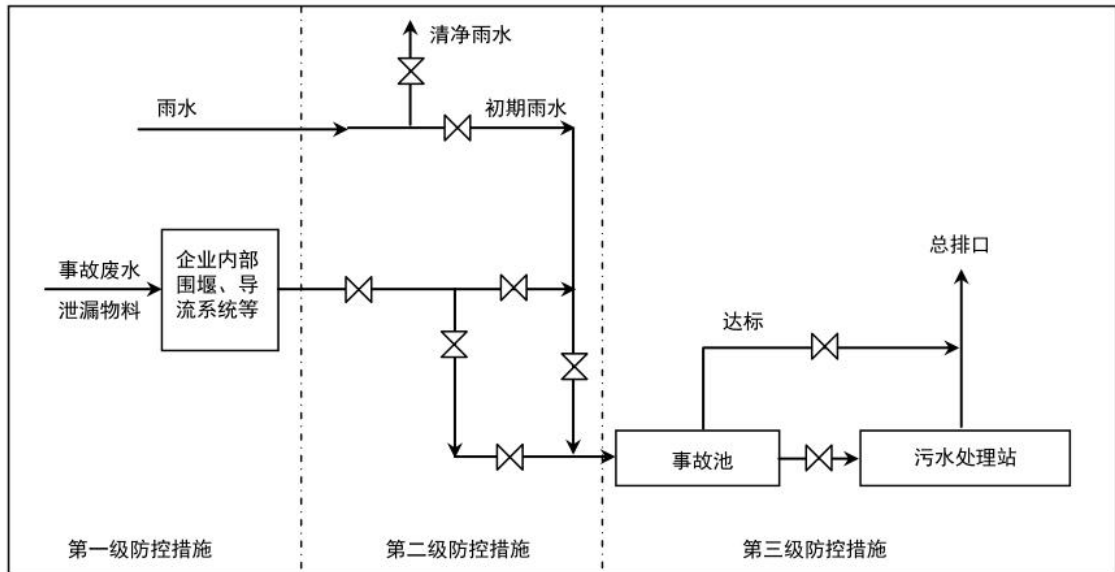 清净雨水
雨水
初期雨水
事故废水
泄漏物料
企业内部
围堰、导
流系统等
总排口
达标
事故池
污水处理站
第一级防控措施
第二级防控措施
第三级防控措施